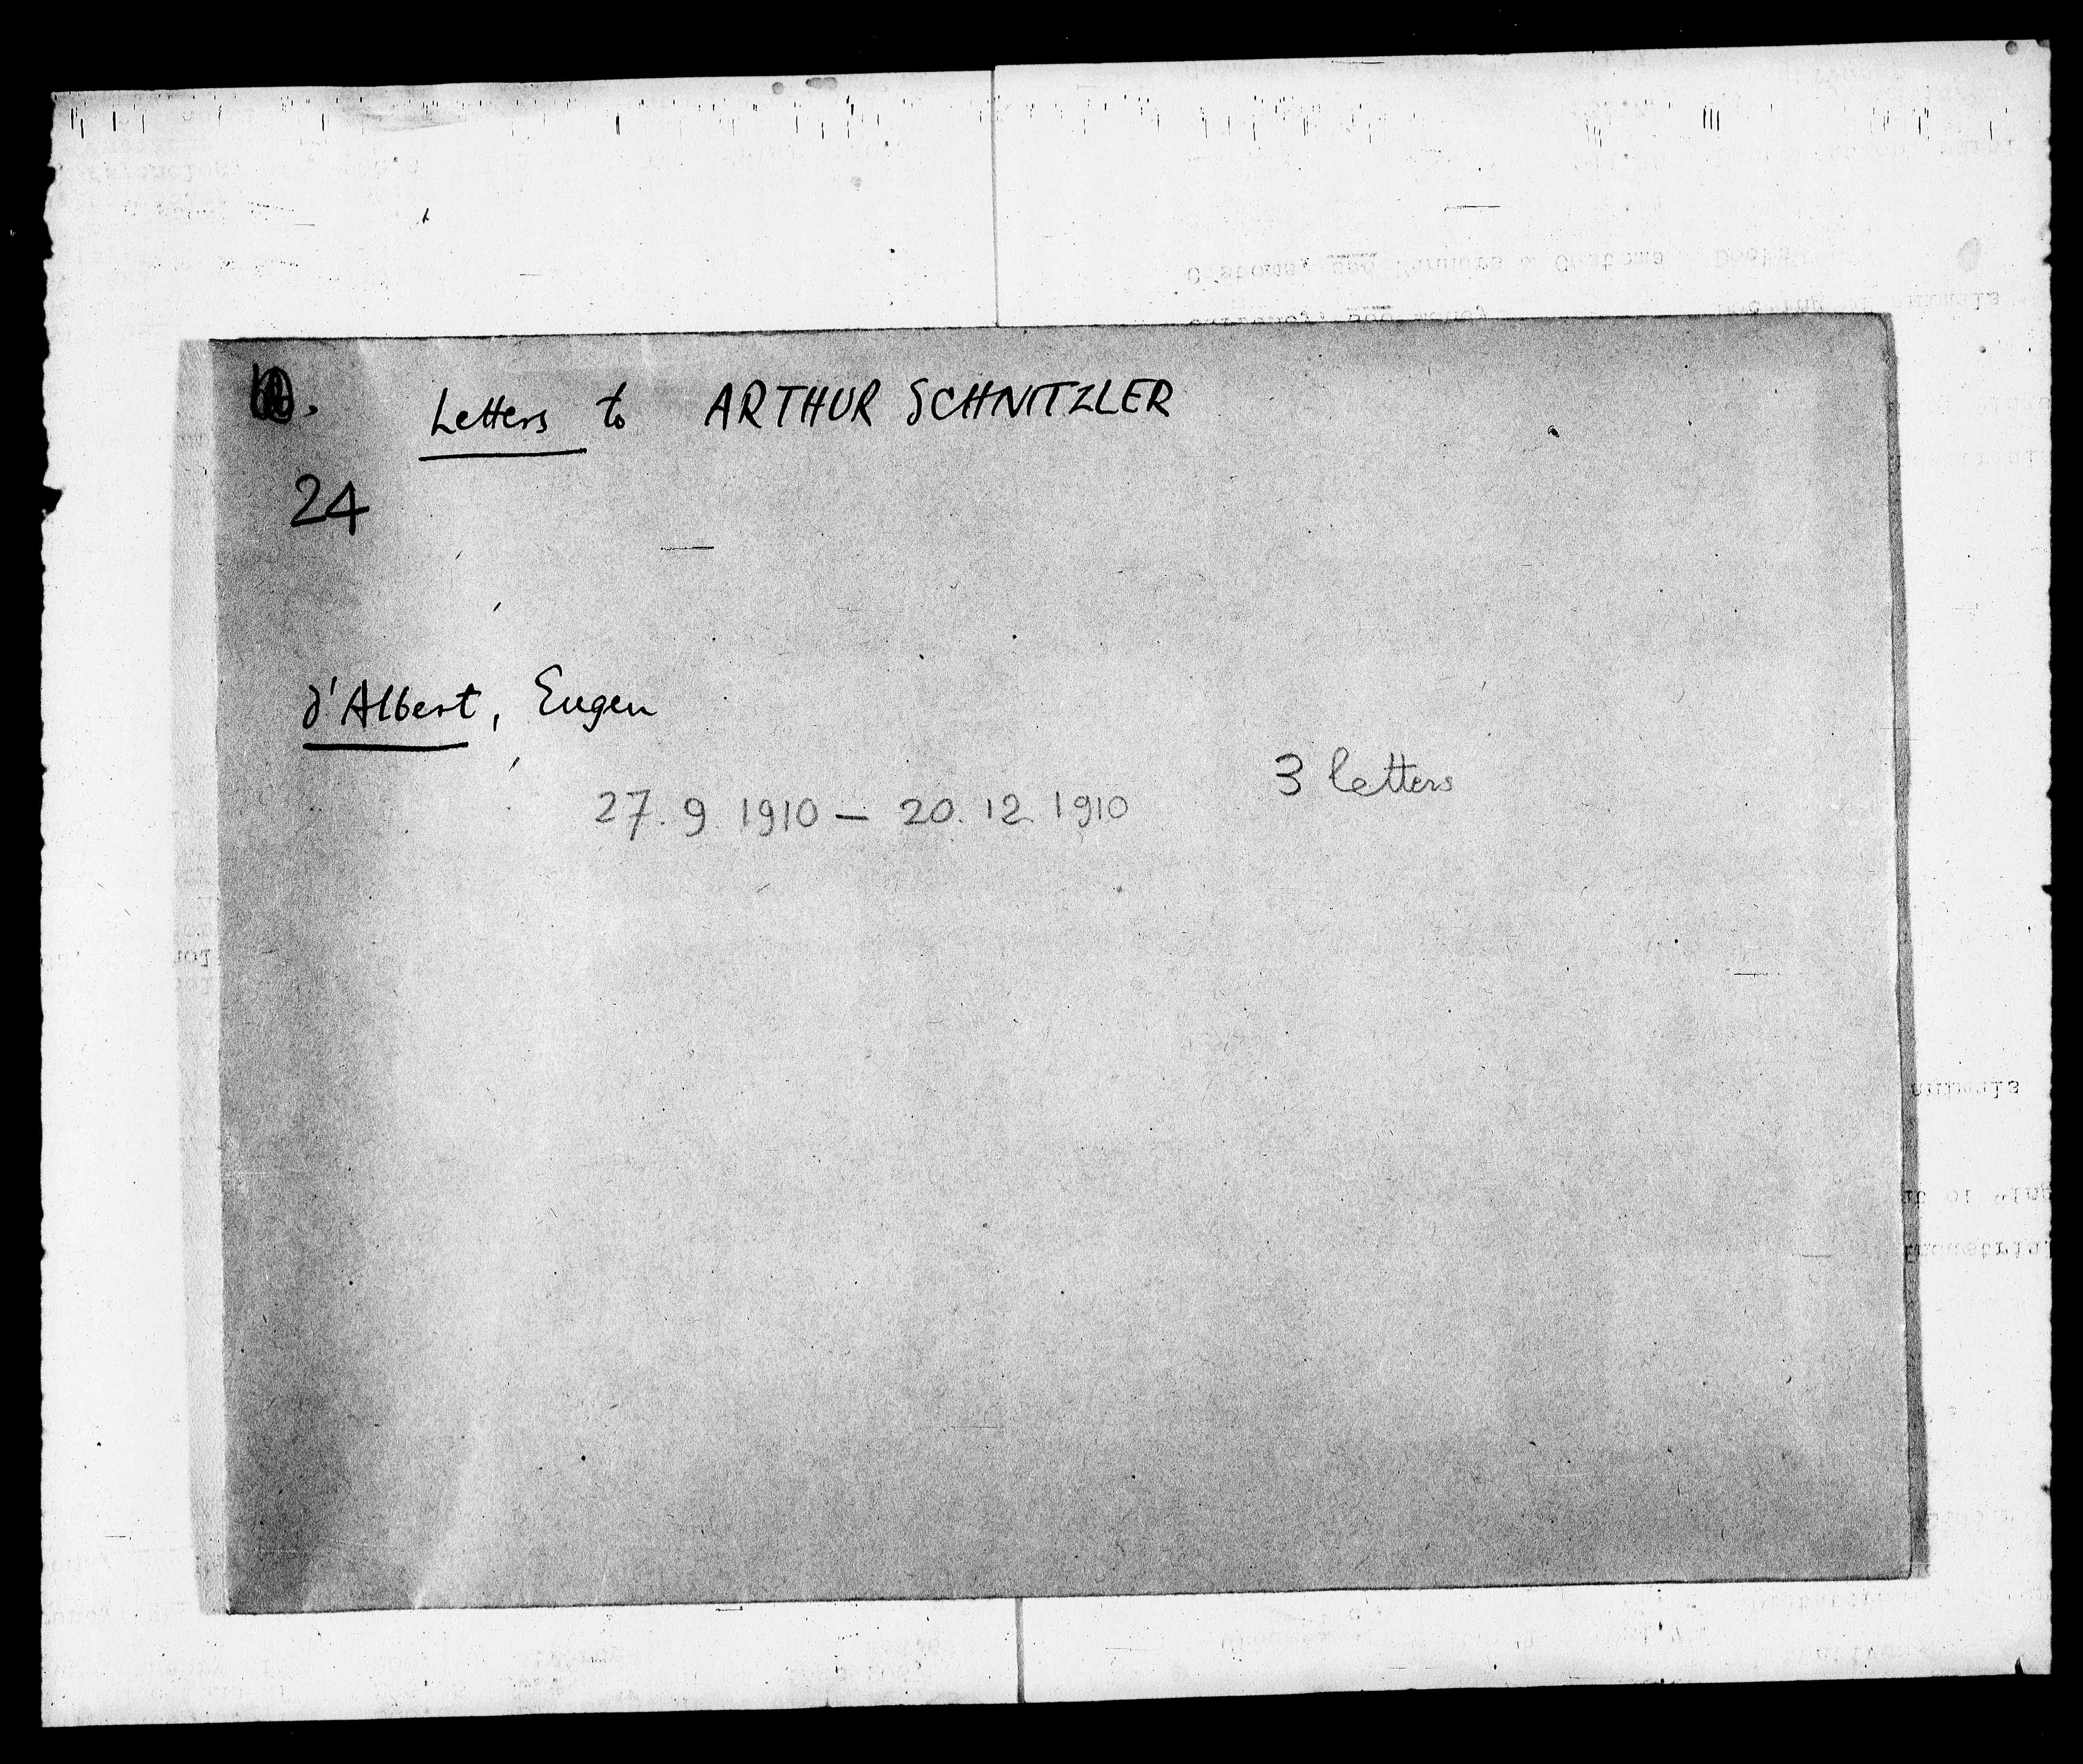 Letters to ARTHUR SCHNITZLER
24
d'Albert, Eugen
3 letters
27. 9. 1910 — 20. 12. 1910